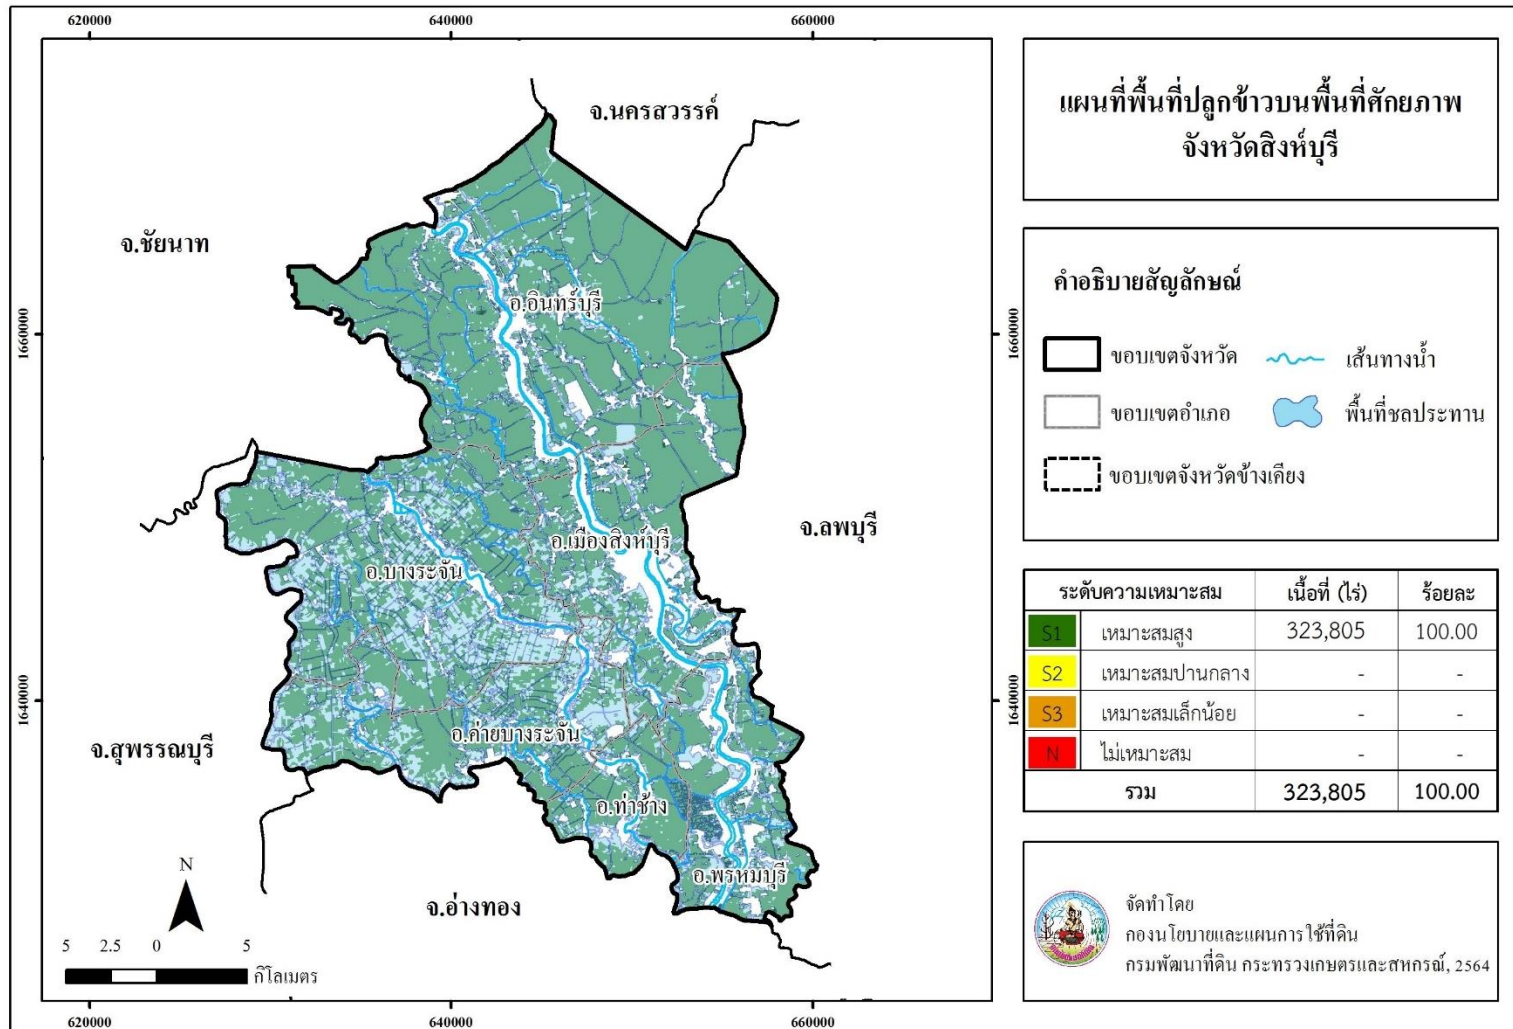 620000 640000 660000
แผนที่พื้นที่ปลูกข้าวบนพื้นที่ศักยภาพ
จังหวัดสิงห์บุรี
จ.นครสวรรค์
จ.ชัยนาท
อ.อินทร์บุรี
1660000 1660000
จ.ลพบุรี
อ.เมืองสิงห์บุรี
อ.บางระจัน
1640000 1640000
อ.ค่ายบางระจัน
จ.สุพรรณบุรี
อ.ท่าช้าง
อ.พรหมบุรี
จ.อ่างทอง
N
5 2.5 0 5
กิโลเมตร
620000 640000 660000
คำอธิบายสัญลักษณ์
ขอบเขตจังหวัด เส้นทางน้ำ
ขอบเขตอำเภอ พื้นที่ชลประทาน
ขอบเขตจังหวัดข้างเคียง
ระดับความเหมาะสม เนื้อที่ (ไร่) ร้อยละ
S1 เหมาะสมสูง 323,805 100.00
S2 เหมาะสมปานกลาง - -
S3 เหมาะสมเล็กน้อย - -
N ไม่เหมาะสม - -
รวม 323,805 100.00
จัดทำโดย
กองนโยบายและแผนการใช้ที่ดิน
กรมพัฒนาที่ดิน กระทรวงเกษตรและสหกรณ์, 2564